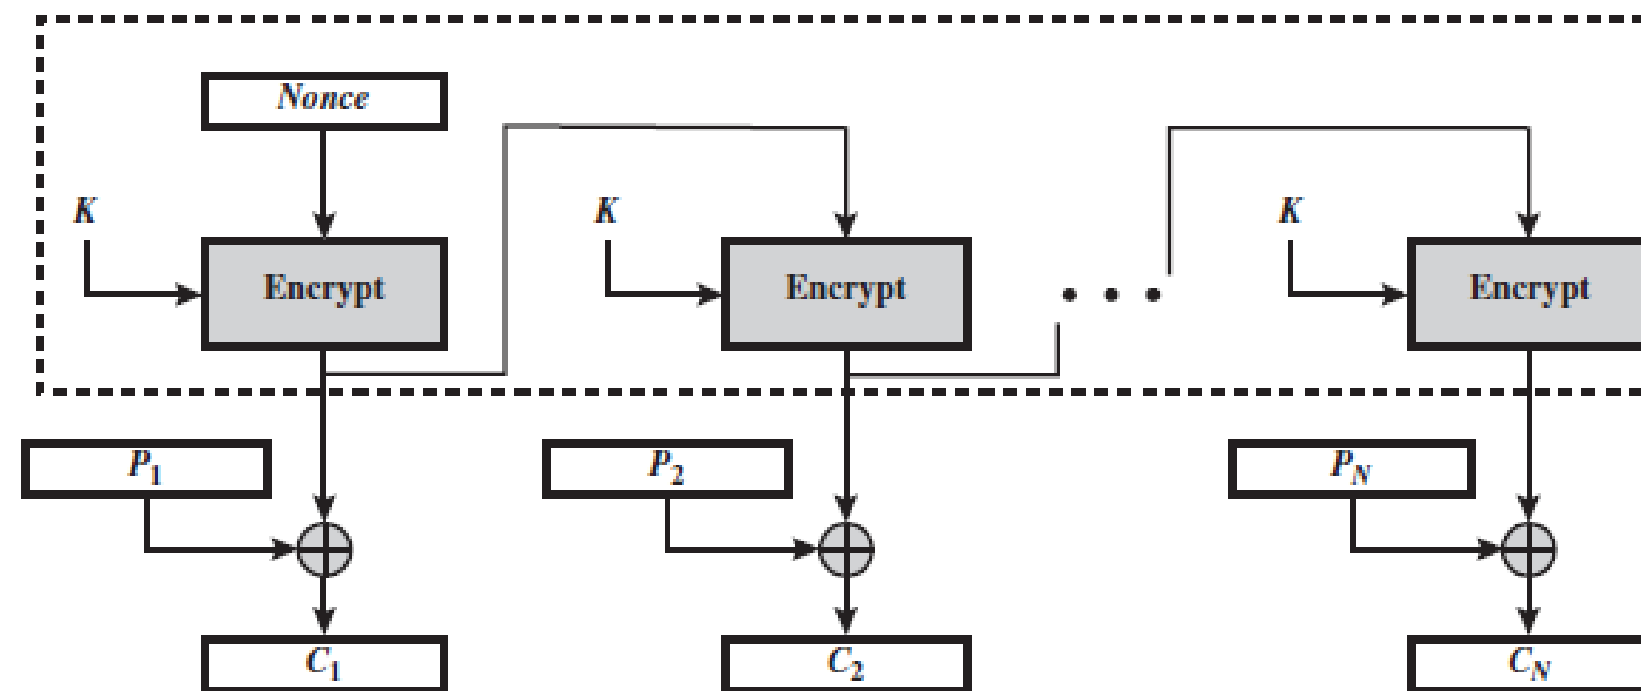 Nonce
K K K
Encrypt Encrypt Encrypt
• • •
P1 P2 PN
C1 C2 CN